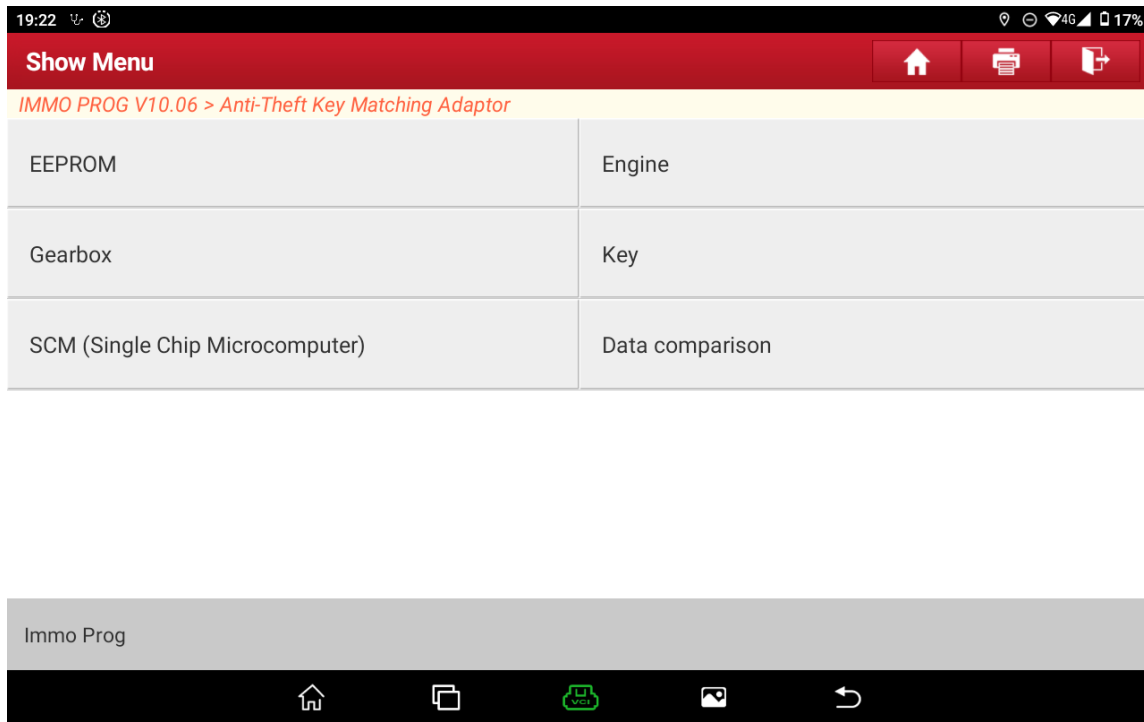 19:22 4G 17%
Show Menu
IMMO PROG V10.06 > Anti-Theft Key Matching Adaptor
EEPROM Engine
Gearbox Key
SCM (Single Chip Microcomputer) Data comparison
Immo Prog
VCI